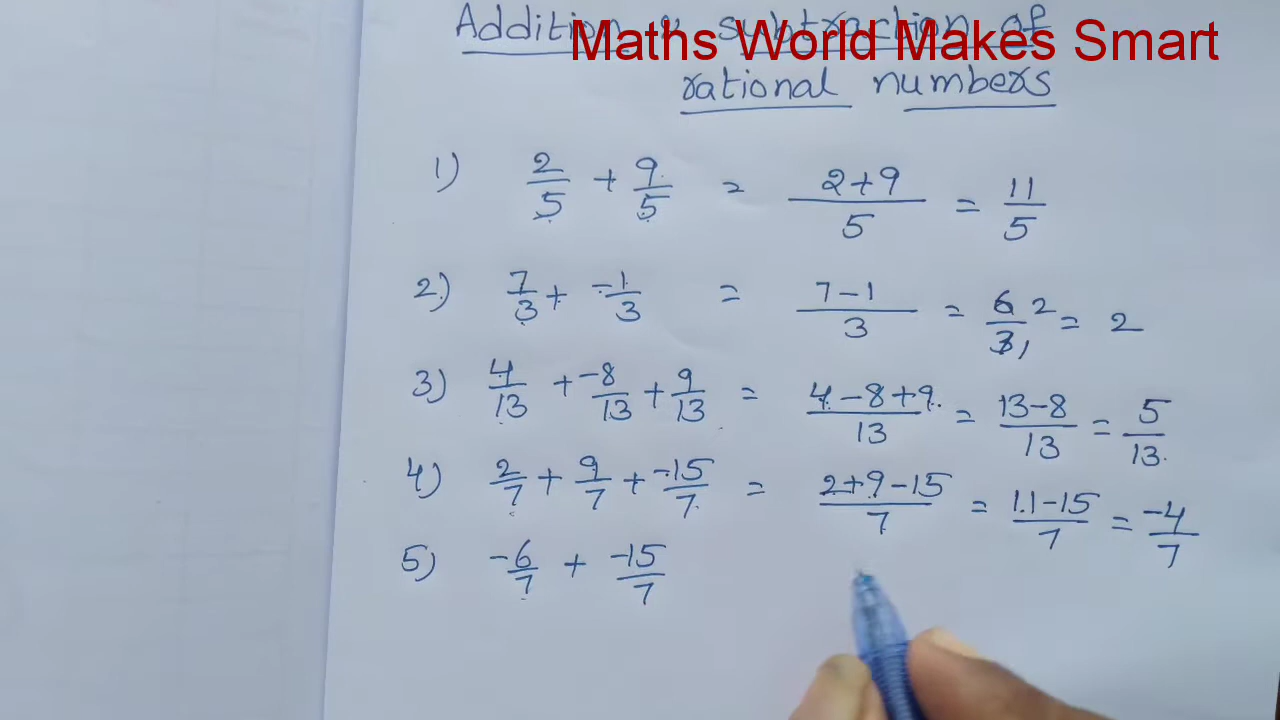 Addition & subtraction of
Maths World Makes Smart
rational numbers
1) 2/5 + 9/5 = 2+9/5 = 11/5
2) 7/3 + -1/3 = 7-1/3 = 6/3 2 1 = 2
3) 4/13 + -8/13 + 9/13 = 4-8+9/13 = 13-8/13 = 5/13
4) 2/7 + 9/7 + -15/7 = 2+9-15/7 = 11-15/7 = -4/7
5) -6/7 + -15/7